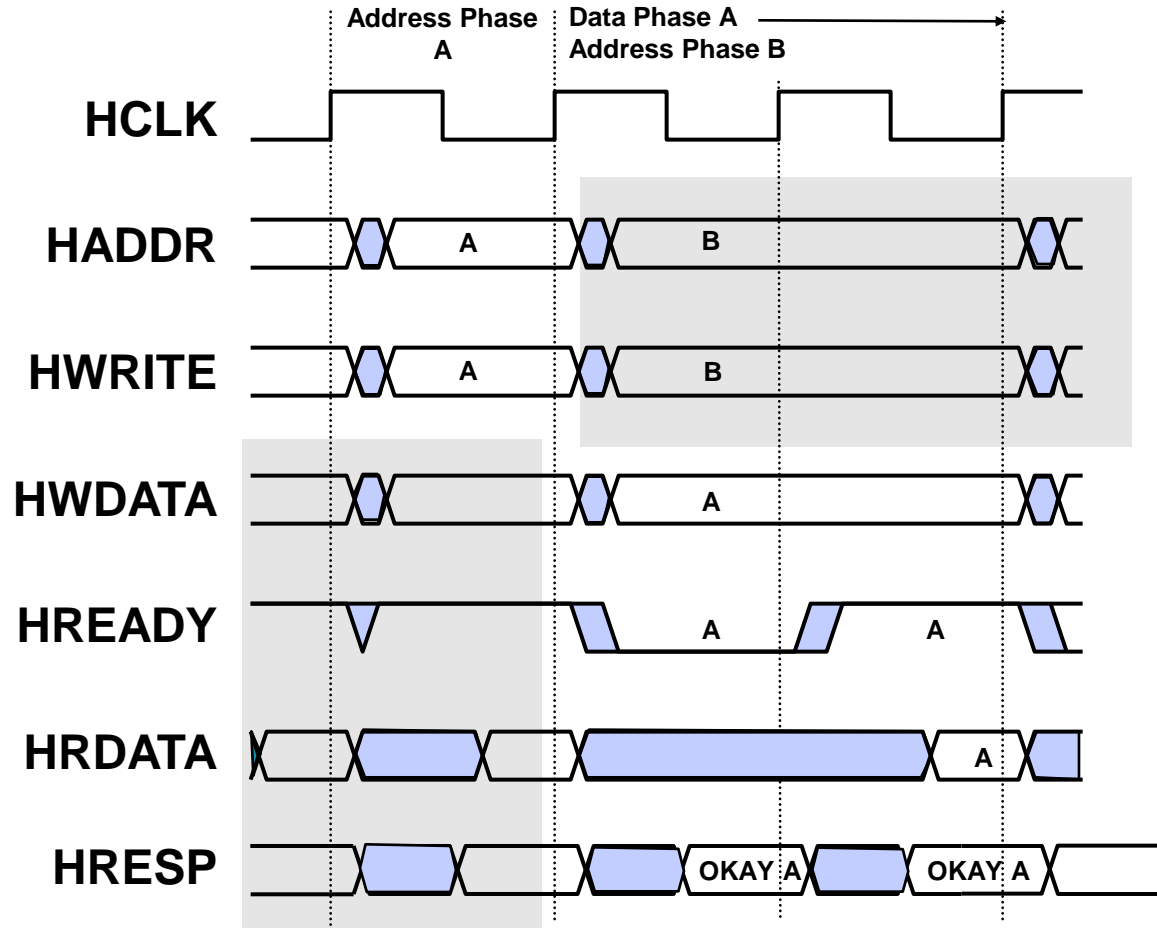 Address Phase
A
Data Phase A
Address Phase B
HCLK
HADDR
A
B
HWRITE
A
B
HWDATA
A
HREADY
A
A
HRDATA
A
HRESP
OKAY A
OKAY A